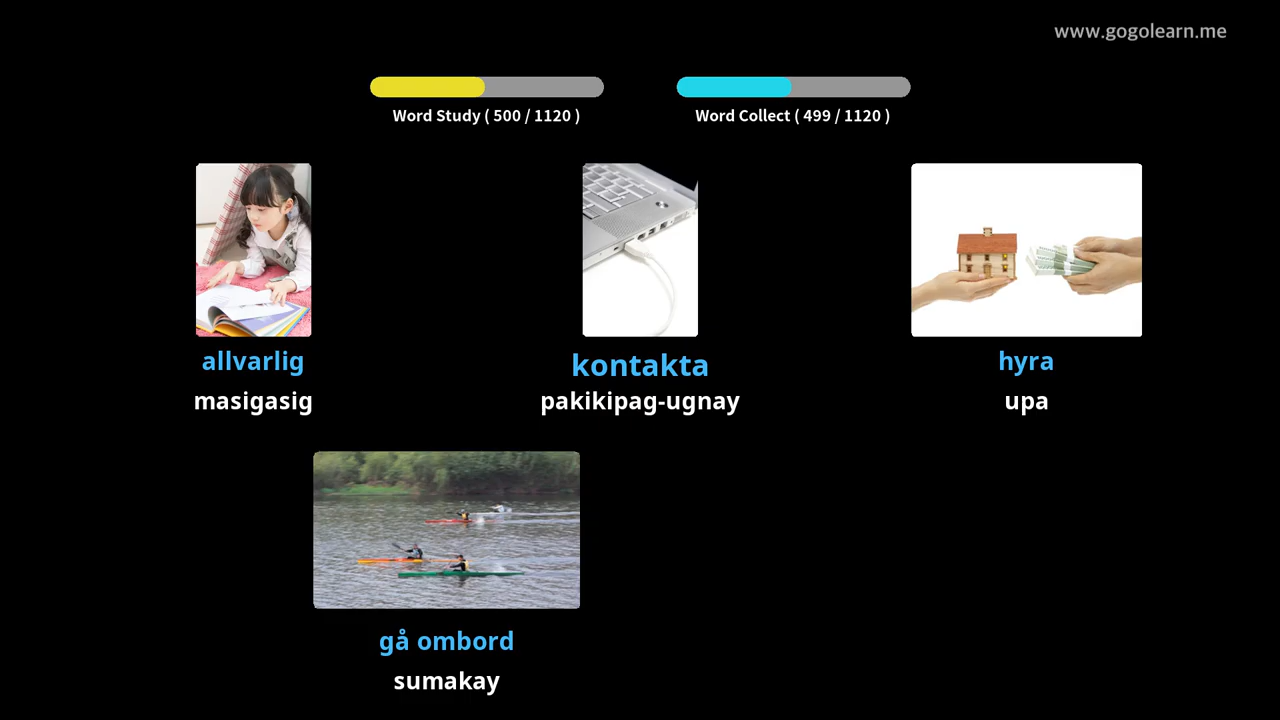 www.gogolearn.me
Word Study ( 500 / 1120 )
Word Collect ( 499 / 1120 )
allvarlig
masigasig
kontakta
pakikipag-ugnay
hyra
upa
gå ombord
sumakay